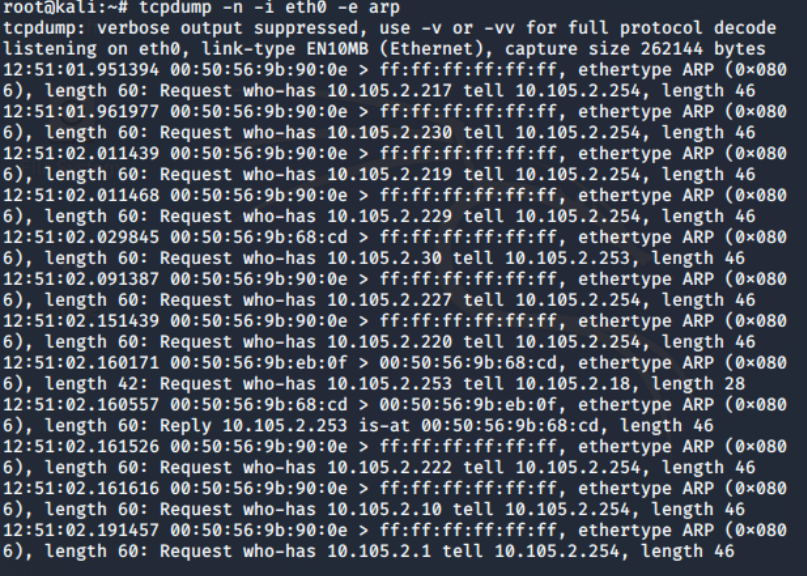 root@kali:~# tcpdump -n -i eth0 -e arp
tcpdump: verbose output suppressed, use -v or -vv for full protocol decode
listening on eth0, link-type EN10MB (Ethernet), capture size 262144 bytes
12:51:01.951394 00:50:56:9b:90:0e > ff:ff:ff:ff:ff:ff, ethertype ARP (0×080
6), length 60: Request who-has 10.105.2.217 tell 10.105.2.254, length 46
12:51:01.961977 00:50:56:9b:90:0e > ff:ff:ff:ff:ff:ff, ethertype ARP (0×080
6), length 60: Request who-has 10.105.2.230 tell 10.105.2.254, length 46
12:51:02.011439 00:50:56:9b:90:0e > ff:ff:ff:ff:ff:ff, ethertype ARP (0×080
6), length 60: Request who-has 10.105.2.219 tell 10.105.2.254, length 46
12:51:02.011468 00:50:56:9b:90:0e > ff:ff:ff:ff:ff:ff, ethertype ARP (0×080
6), length 60: Request who-has 10.105.2.229 tell 10.105.2.254, length 46
12:51:02.029845 00:50:56:9b:68:cd > ff:ff:ff:ff:ff:ff, ethertype ARP (0×080
6), length 60: Request who-has 10.105.2.30 tell 10.105.2.253, length 46
12:51:02.091387 00:50:56:9b:90:0e > ff:ff:ff:ff:ff:ff, ethertype ARP (0×080
6), length 60: Request who-has 10.105.2.227 tell 10.105.2.254, length 46
12:51:02.151439 00:50:56:9b:90:0e > ff:ff:ff:ff:ff:ff, ethertype ARP (0×080
6), length 60: Request who-has 10.105.2.220 tell 10.105.2.254, length 46
12:51:02.160171 00:50:56:9b:eb:0f > 00:50:56:9b:68:cd, ethertype ARP (0×080
6), length 42: Request who-has 10.105.2.253 tell 10.105.2.18, length 28
12:51:02.160557 00:50:56:9b:68:cd > 00:50:56:9b:eb:0f, ethertype ARP (0×080
6), length 60: Reply 10.105.2.253 is-at 00:50:56:9b:68:cd, length 46
12:51:02.161526 00:50:56:9b:90:0e > ff:ff:ff:ff:ff:ff, ethertype ARP (0×080
6), length 60: Request who-has 10.105.2.222 tell 10.105.2.254, length 46
12:51:02.161616 00:50:56:9b:90:0e > ff:ff:ff:ff:ff:ff, ethertype ARP (0×080
6), length 60: Request who-has 10.105.2.10 tell 10.105.2.254, length 46
12:51:02.191457 00:50:56:9b:90:0e > ff:ff:ff:ff:ff:ff, ethertype ARP (0×080
6), length 60: Request who-has 10.105.2.1 tell 10.105.2.254, length 46